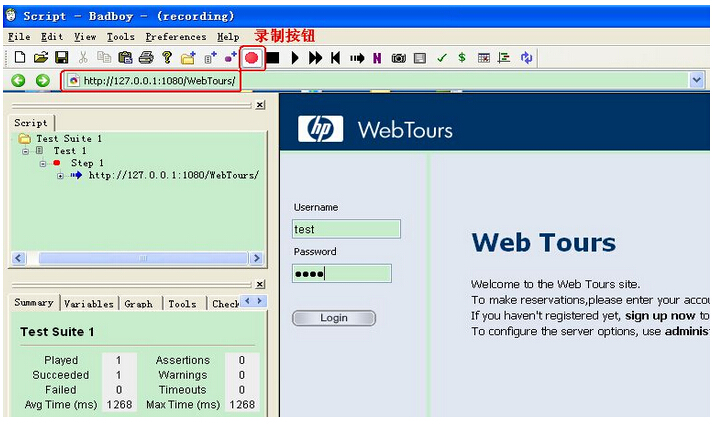 Script - Badboy - (recording)
File Edit View Tools Preferences Help 录制按钮
http://127.0.0.1:1080/WebTours/
Script
Test Suite 1
Test 1
Step 1
http://127.0.0.1:1080/WebTours/
Summary Variables Graph Tools Check
Test Suite 1
Played 1 Assertions 0
Succeeded 1 Warnings 0
Failed 0 Timeouts 0
Avg Time (ms) 1268 Max Time (ms) 1268
hp WebTours
Username
test
Password
Login
Web Tours
Welcome to the Web Tours site.
To make reservations,please enter your accou
If you haven't registered yet, sign up now to
To configure the server options, use adminis